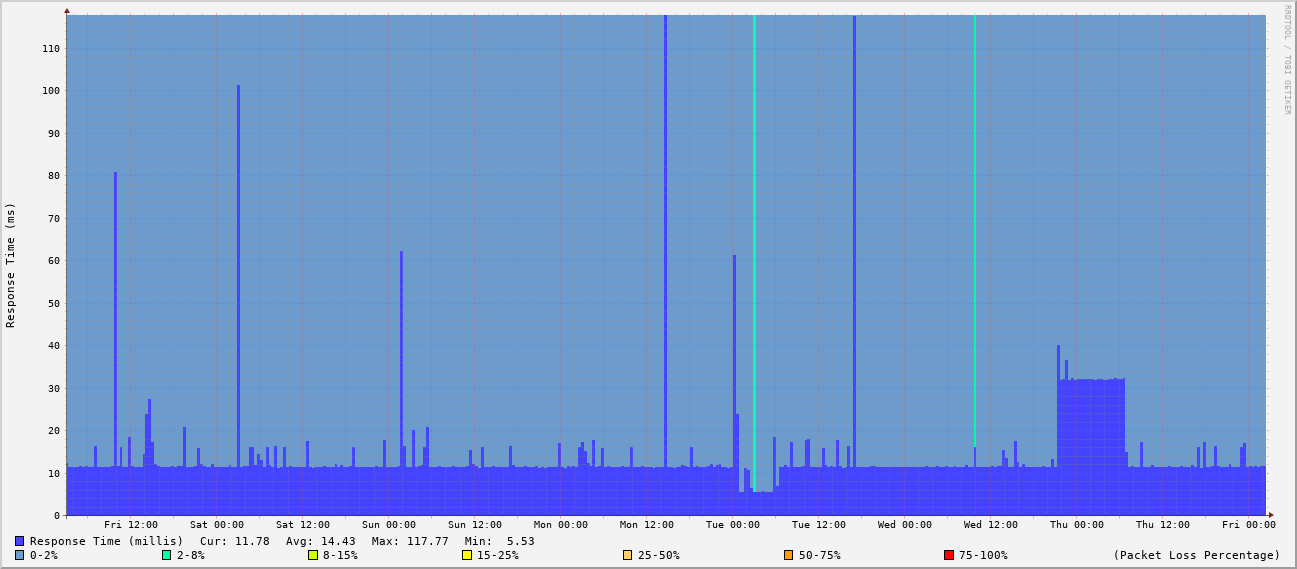 RRDTOOL / TOBI OETIKER
Response Time (ms)
110
100
90
80
70
60
50
40
30
20
10
0
Fri 12:00 Sat 00:00 Sat 12:00 Sun 00:00 Sun 12:00 Mon 00:00 Mon 12:00 Tue 00:00 Tue 12:00 Wed 00:00 Wed 12:00 Thu 00:00 Thu 12:00 Fri 00:00
Response Time (millis) Cur: 11.78 Avg: 14.43 Max: 117.77 Min: 5.53
0-2% 2-8% 8-15% 15-25% 25-50% 50-75% 75-100% (Packet Loss Percentage)